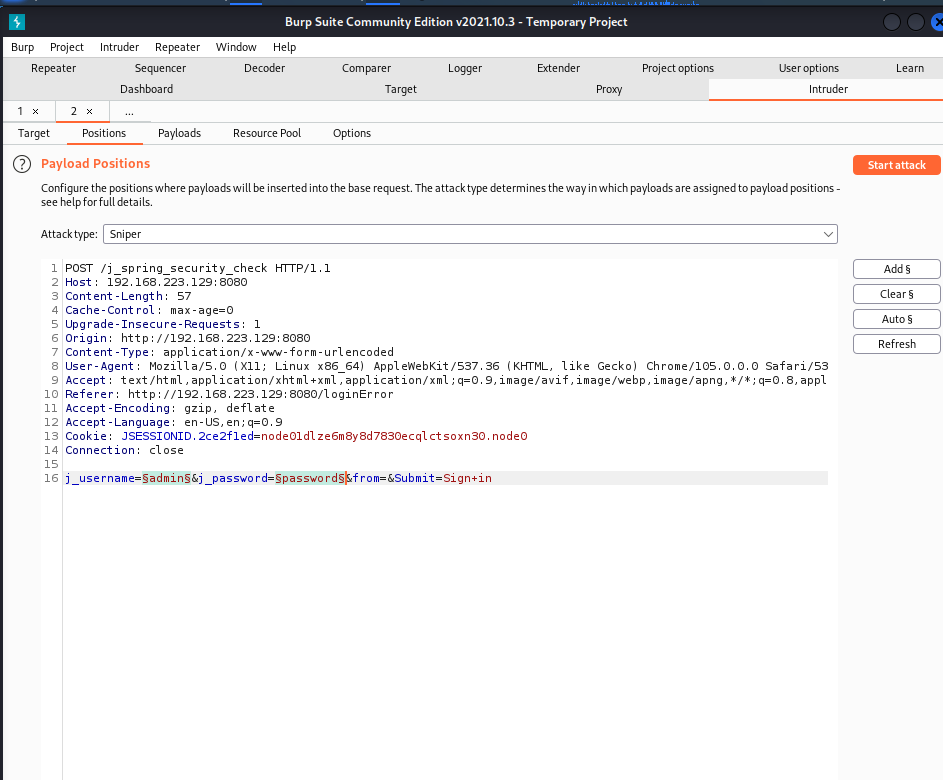 Burp Suite Community Edition v2021.10.3 - Temporary Project
Burp Project Intruder Repeater Window Help
Repeater Sequencer Decoder Comparer Logger Extender Project options User options Learn
Dashboard Target Proxy Intruder
1 × 2 × ...
Target Positions Payloads Resource Pool Options
? Payload Positions Start attack
Configure the positions where payloads will be inserted into the base request. The attack type determines the way in which payloads are assigned to payload positions -
see help for full details.
Attack type: Sniper
1 POST /j_spring_security_check HTTP/1.1
2 Host: 192.168.223.129:8080
3 Content-Length: 57
4 Cache-Control: max-age=0
5 Upgrade-Insecure-Requests: 1
6 Origin: http://192.168.223.129:8080
7 Content-Type: application/x-www-form-urlencoded
8 User-Agent: Mozilla/5.0 (X11; Linux x86_64) AppleWebKit/537.36 (KHTML, like Gecko) Chrome/105.0.0.0 Safari/53
9 Accept: text/html,application/xhtml+xml,application/xml;q=0.9,image/avif,image/webp,image/apng,*/*;q=0.8,appl
10 Referer: http://192.168.223.129:8080/loginError
11 Accept-Encoding: gzip, deflate
12 Accept-Language: en-US,en;q=0.9
13 Cookie: JSESSIONID.2ce2f1ed=node01dlze6m8y8d7830ecqlctsoxn30.node0
14 Connection: close
15
16 j_username=§admin§&j_password=§password§&from=&Submit=Sign+in
Add §
Clear §
Auto §
Refresh